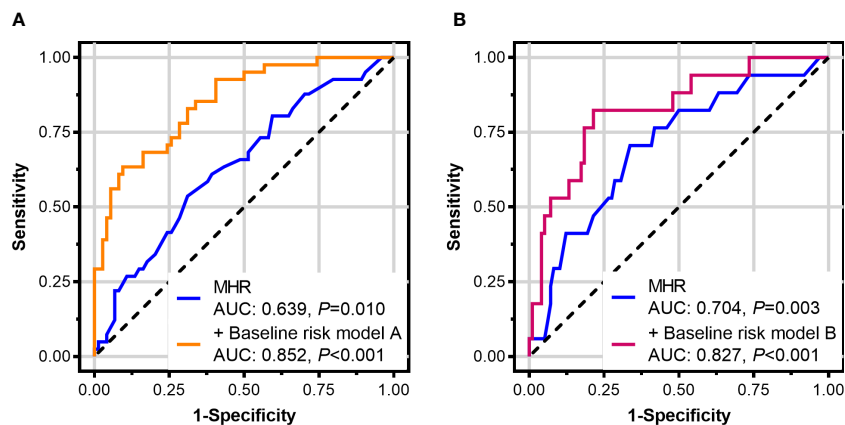 A
Sensitivity
1.00
0.75
0.50
0.25
0.00
MHR
AUC: 0.639, P=0.010
+ Baseline risk model A
AUC: 0.852, P<0.001
0.00 0.25 0.50 0.75 1.00
1-Specificity
B
Sensitivity
1.00
0.75
0.50
0.25
0.00
MHR
AUC: 0.704, P=0.003
+ Baseline risk model B
AUC: 0.827, P<0.001
0.00 0.25 0.50 0.75 1.00
1-Specificity